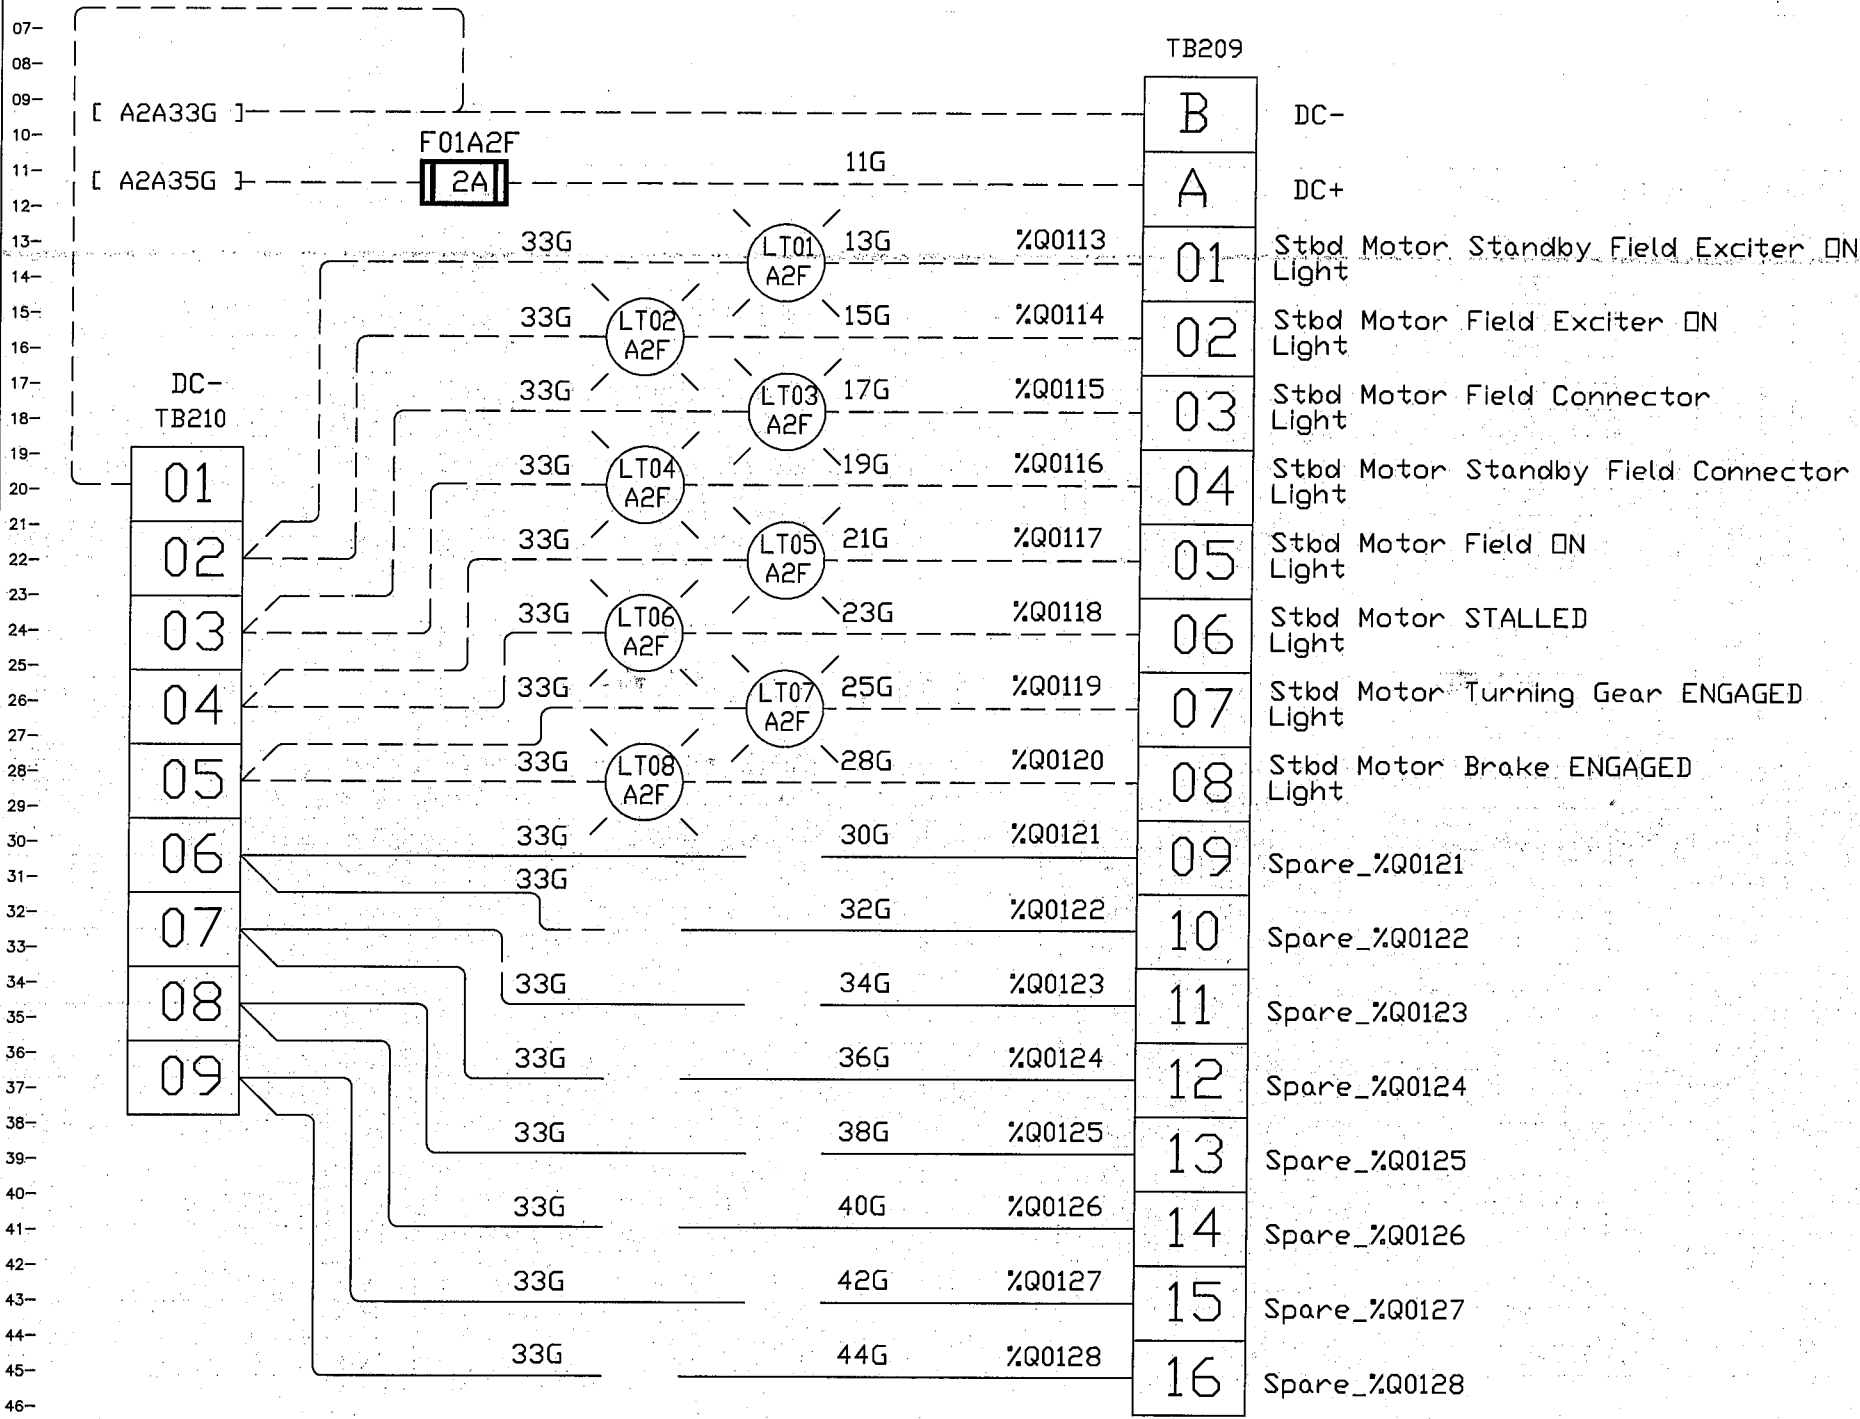 07-
08-
TB209
09-
[ A2A33G ]
B
DC-
10-
F01A2F
11-
[ A2A35G ]
2A
11G
A
DC+
12-
13-
33G
LT01
A2F
13G
%Q0113
01
Stbd Motor Standby Field Exciter ON
Light
14-
15-
33G
LT02
A2F
15G
%Q0114
02
Stbd Motor Field Exciter ON
Light
16-
17-
DC-
TB210
33G
LT03
A2F
17G
%Q0115
03
Stbd Motor Field Connector
Light
18-
19-
01
33G
LT04
A2F
19G
%Q0116
04
Stbd Motor Standby Field Connector
Light
20-
21-
02
33G
LT05
A2F
21G
%Q0117
05
Stbd Motor Field ON
Light
22-
23-
03
33G
LT06
A2F
23G
%Q0118
06
Stbd Motor STALLED
Light
24-
25-
04
33G
LT07
A2F
25G
%Q0119
07
Stbd Motor Turning Gear ENGAGED
Light
26-
27-
05
33G
LT08
A2F
28G
%Q0120
08
Stbd Motor Brake ENGAGED
Light
28-
29-
30-
06
33G
30G
%Q0121
09
Spare_%Q0121
31-
33G
32-
07
32G
%Q0122
10
Spare_%Q0122
33-
34-
08
33G
34G
%Q0123
11
Spare_%Q0123
35-
36-
09
33G
36G
%Q0124
12
Spare_%Q0124
37-
38-
33G
38G
%Q0125
13
Spare_%Q0125
39-
40-
33G
40G
%Q0126
14
Spare_%Q0126
41-
42-
33G
42G
%Q0127
15
Spare_%Q0127
43-
44-
33G
44G
%Q0128
16
Spare_%Q0128
45-
46-